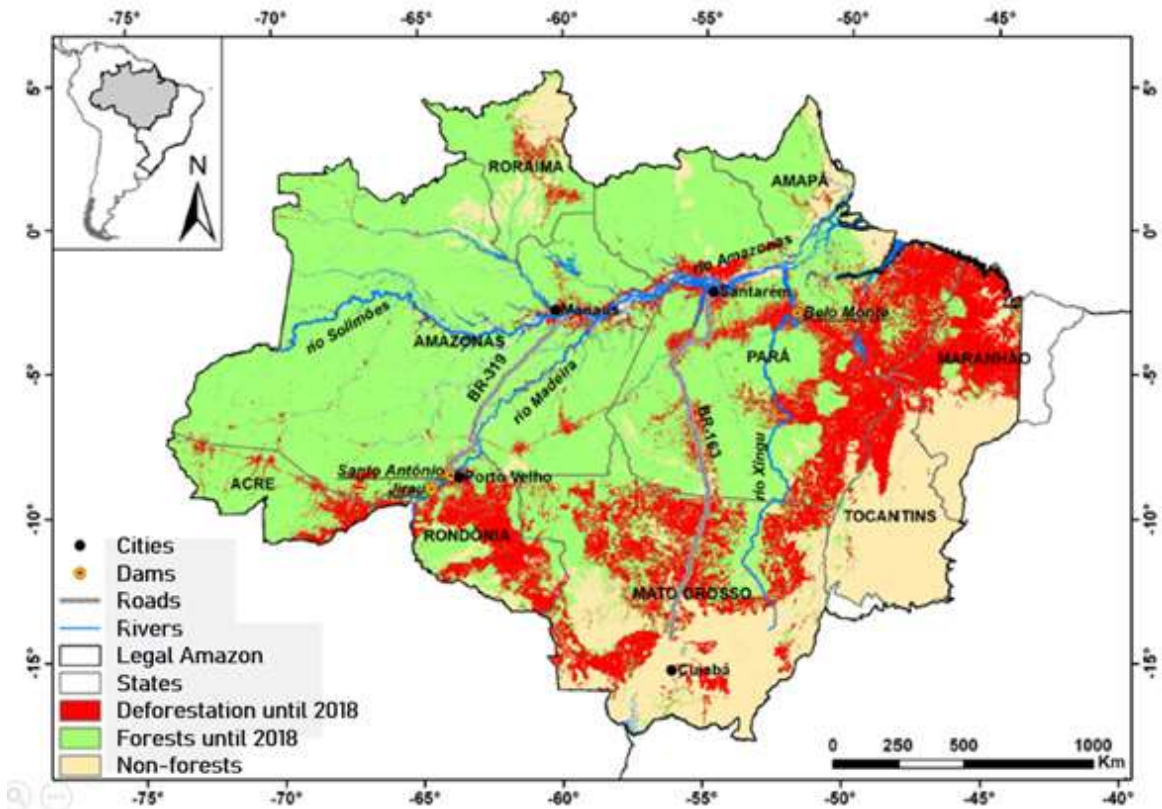 -75° -70° -65° -60° -55° -50° -45°
5° 5°
0° 0°
-5° -5°
-10° -10°
-15° -15°
N
RORAIMA
AMAPÁ
rio Amazonas
Santarém
Manaus
Belo Monte
rio Solimões
AMAZONAS
PARÁ
MARANHÃO
BR-319
rio Madeira
BR-163
rio Xingu
Santo Antônio
Porto Velho
Jirau
ACRE
RONDÔNIA
TOCANTINS
MATO GROSSO
Cuiabá
Cities
Dams
Roads
Rivers
Legal Amazon
States
Deforestation until 2018
Forests until 2018
Non-forests
0 250 500 1000
Km
-75° -70° -65° -60° -55° -50° -45° -40°